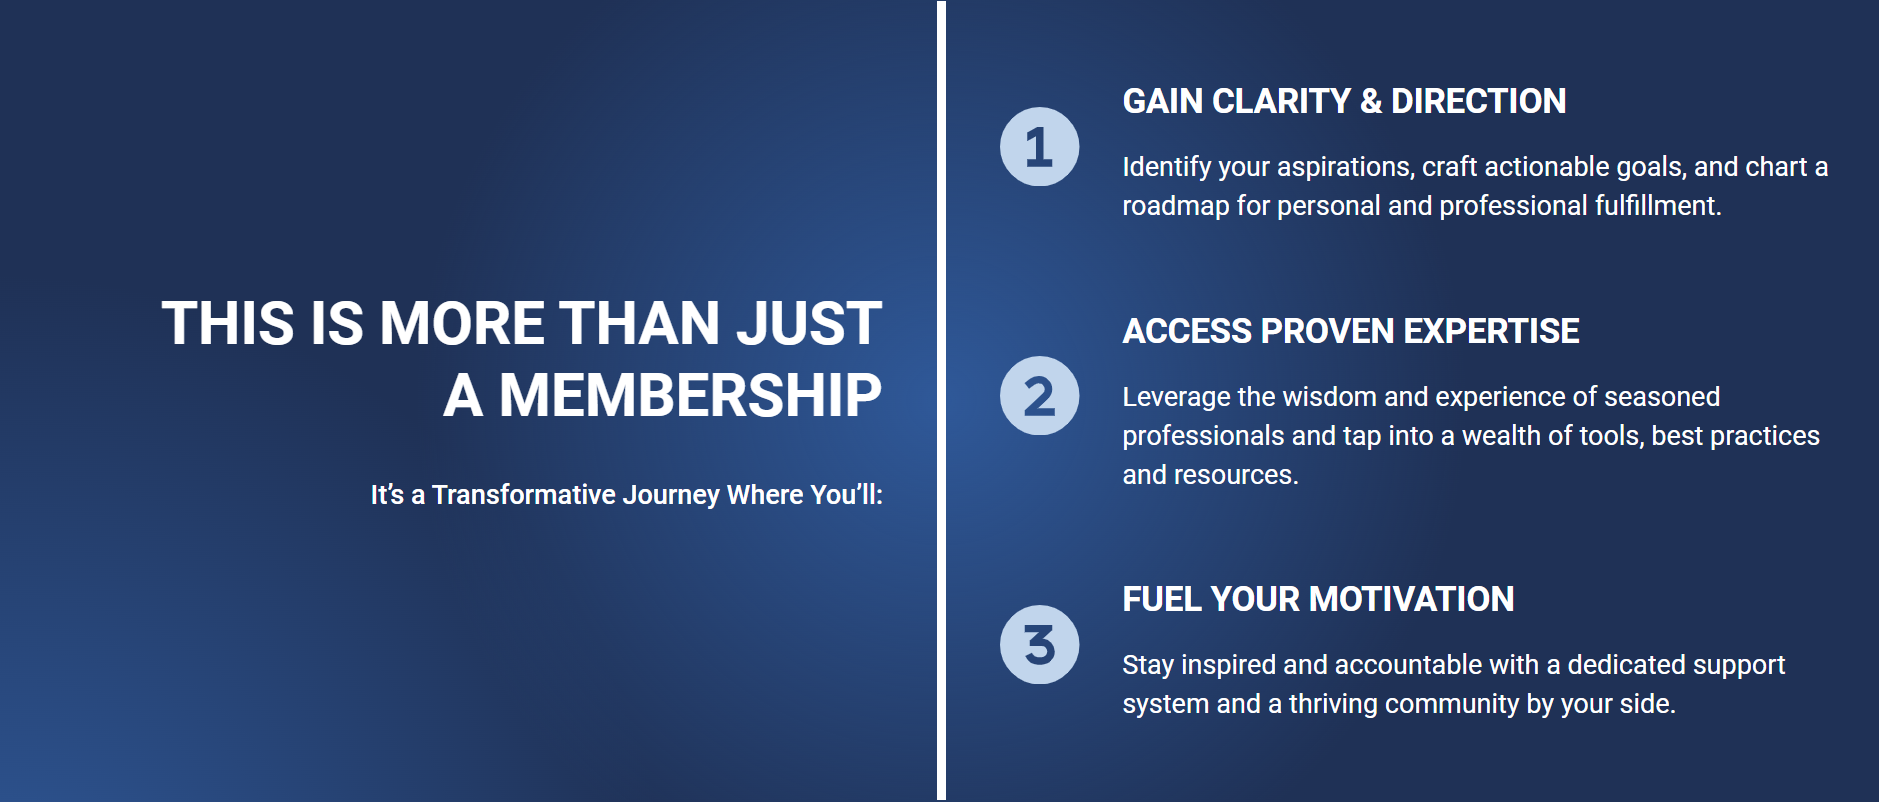 THIS IS MORE THAN JUST
A MEMBERSHIP
It’s a Transformative Journey Where You’ll:
1
GAIN CLARITY & DIRECTION
Identify your aspirations, craft actionable goals, and chart a
roadmap for personal and professional fulfillment.
2
ACCESS PROVEN EXPERTISE
Leverage the wisdom and experience of seasoned
professionals and tap into a wealth of tools, best practices
and resources.
3
FUEL YOUR MOTIVATION
Stay inspired and accountable with a dedicated support
system and a thriving community by your side.